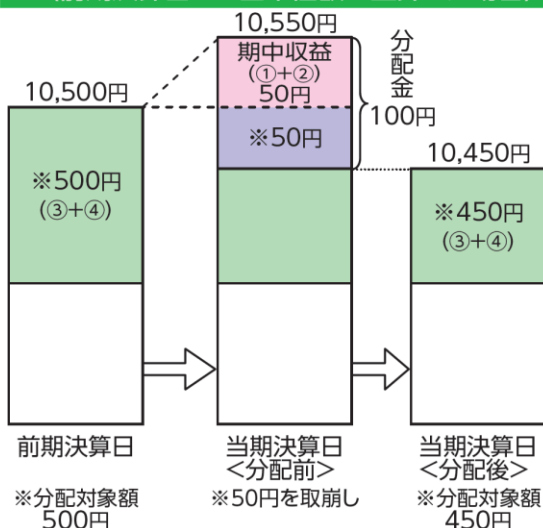 10,550円
期中収益
(①+②)
50円
※50円
分配金
100円
10,500円
※500円
(③+④)
10,450円
※450円
(③+④)
前期決算日
※分配対象額
500円
当期決算日
<分配前>
※50円を取崩し
当期決算日
<分配後>
※分配対象額
450円